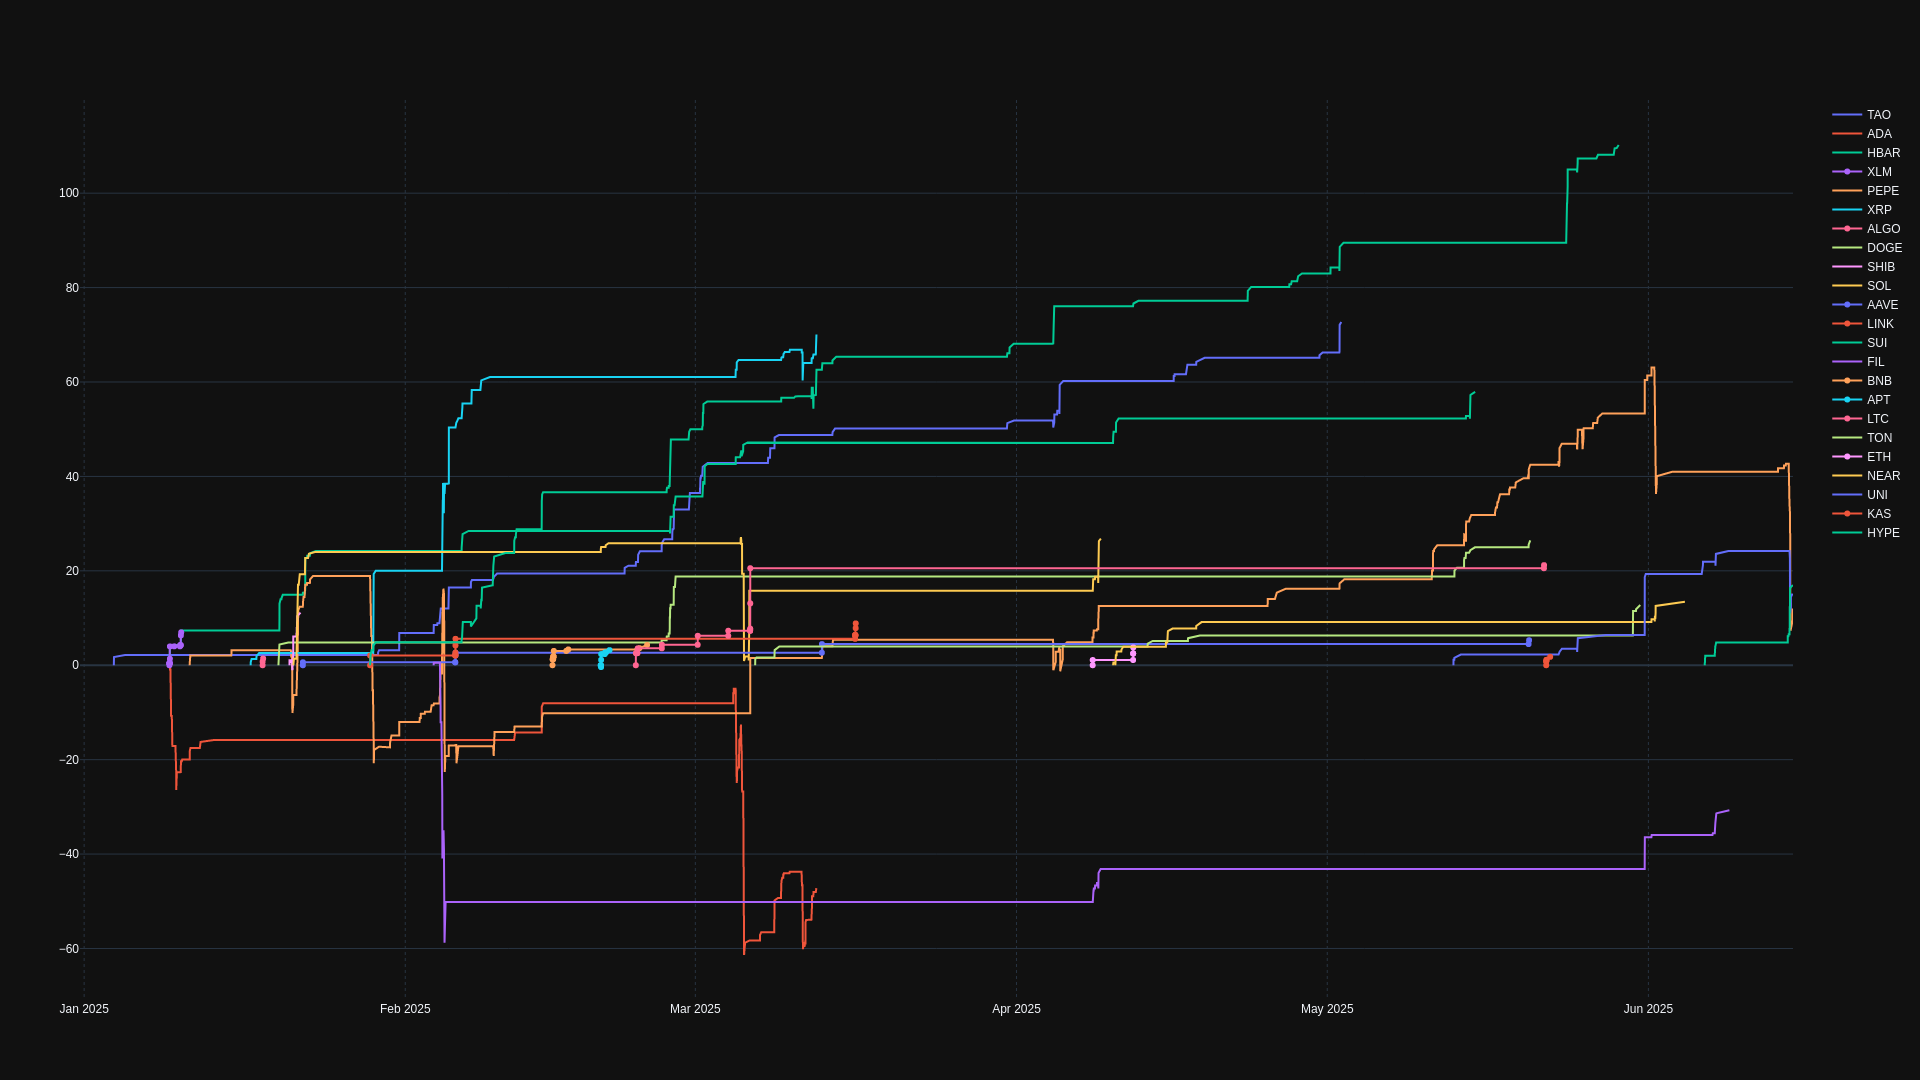 100
80
60
40
20
0
−20
−40
−60
Jan 2025
Feb 2025
Mar 2025
Apr 2025
May 2025
Jun 2025
TAO
ADA
HBAR
XLM
PEPE
XRP
ALGO
DOGE
SHIB
SOL
AAVE
LINK
SUI
FIL
BNB
APT
LTC
TON
ETH
NEAR
UNI
KAS
HYPE